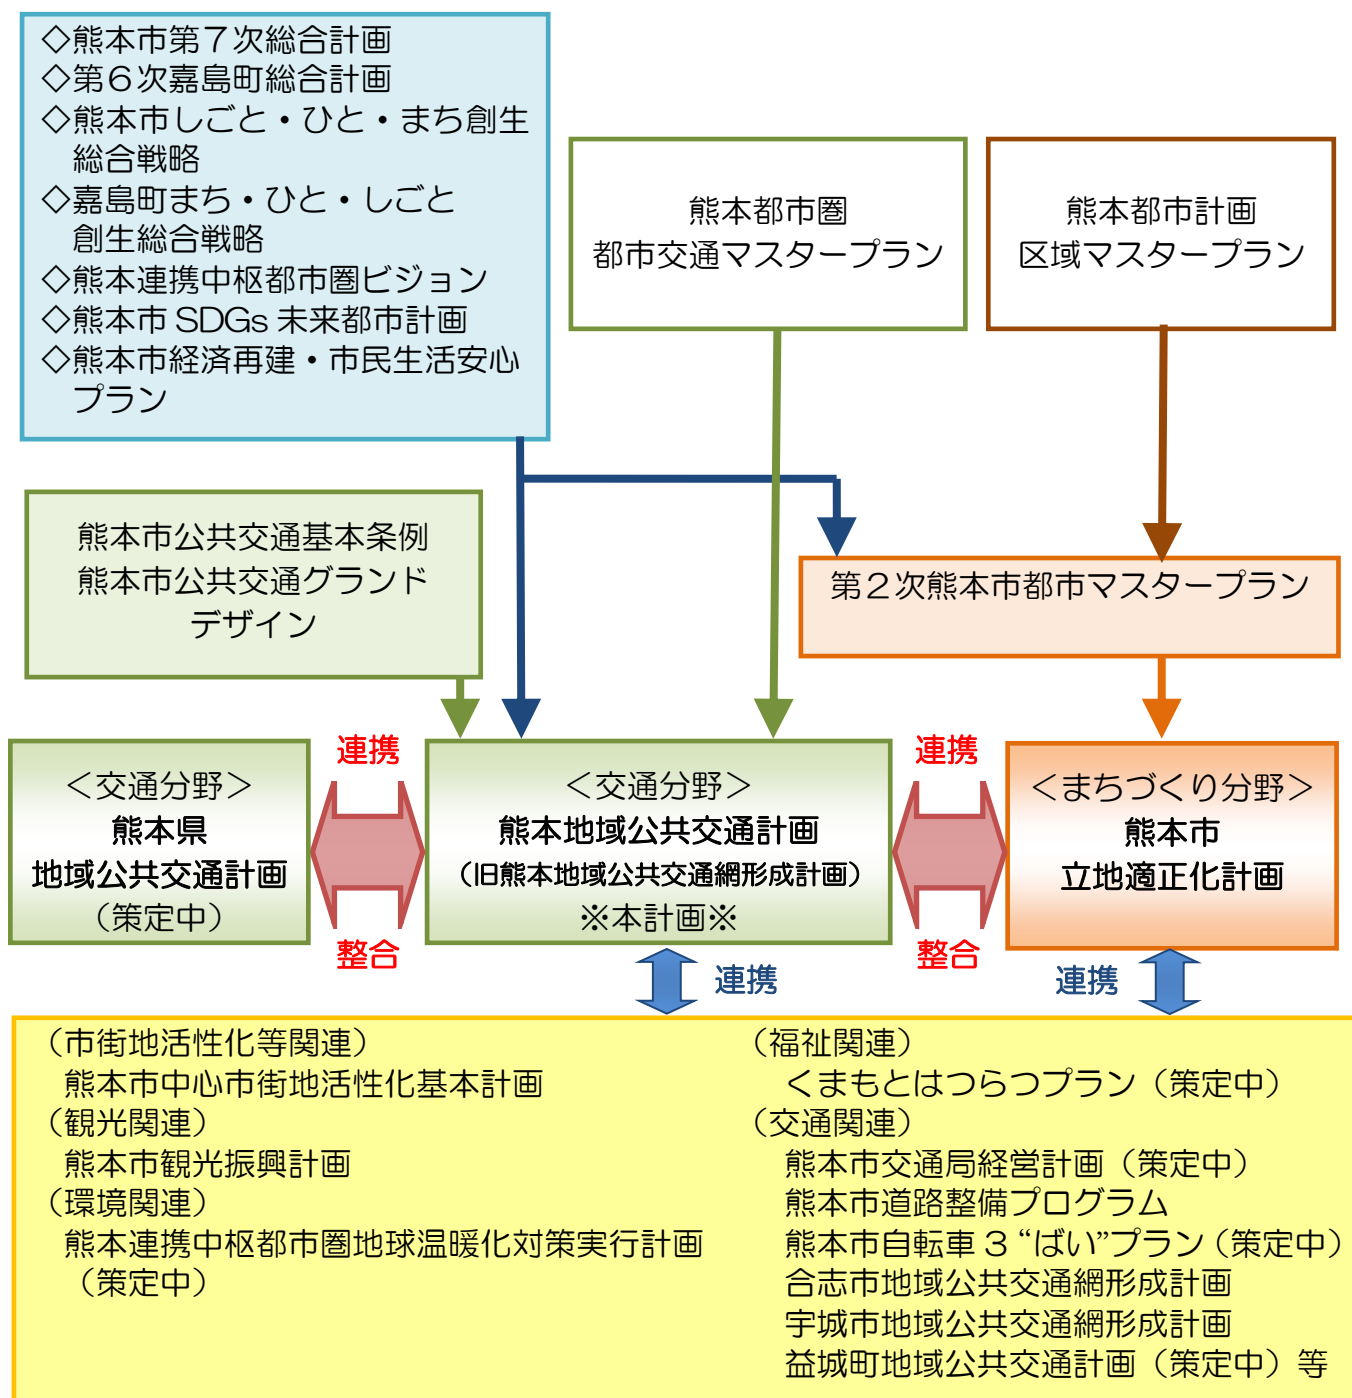 ◇熊本市第７次総合計画
◇第６次嘉島町総合計画
◇熊本市しごと・ひと・まち創生
総合戦略
◇嘉島町まち・ひと・しごと
創生総合戦略
◇熊本連携中枢都市圏ビジョン
◇熊本市 SDGs 未来都市計画
◇熊本市経済再建・市民生活安心
プラン
熊本都市圏
都市交通マスタープラン
熊本都市計画
区域マスタープラン
熊本市公共交通基本条例
熊本市公共交通グランド
デザイン
第２次熊本市都市マスタープラン
＜交通分野＞
熊本県
地域公共交通計画
（策定中）
連携
整合
＜交通分野＞
熊本地域公共交通計画
（旧熊本地域公共交通網形成計画）
※本計画※
連携
整合
＜まちづくり分野＞
熊本市
立地適正化計画
連携
連携
（市街地活性化等関連）
熊本市中心市街地活性化基本計画
（観光関連）
熊本市観光振興計画
（環境関連）
熊本連携中枢都市圏地球温暖化対策実行計画
（策定中）
（福祉関連）
くまもとはつらつプラン（策定中）
（交通関連）
熊本市交通局経営計画（策定中）
熊本市道路整備プログラム
熊本市自転車３“ばい”プラン（策定中）
合志市地域公共交通網形成計画
宇城市地域公共交通網形成計画
益城町地域公共交通計画（策定中）等